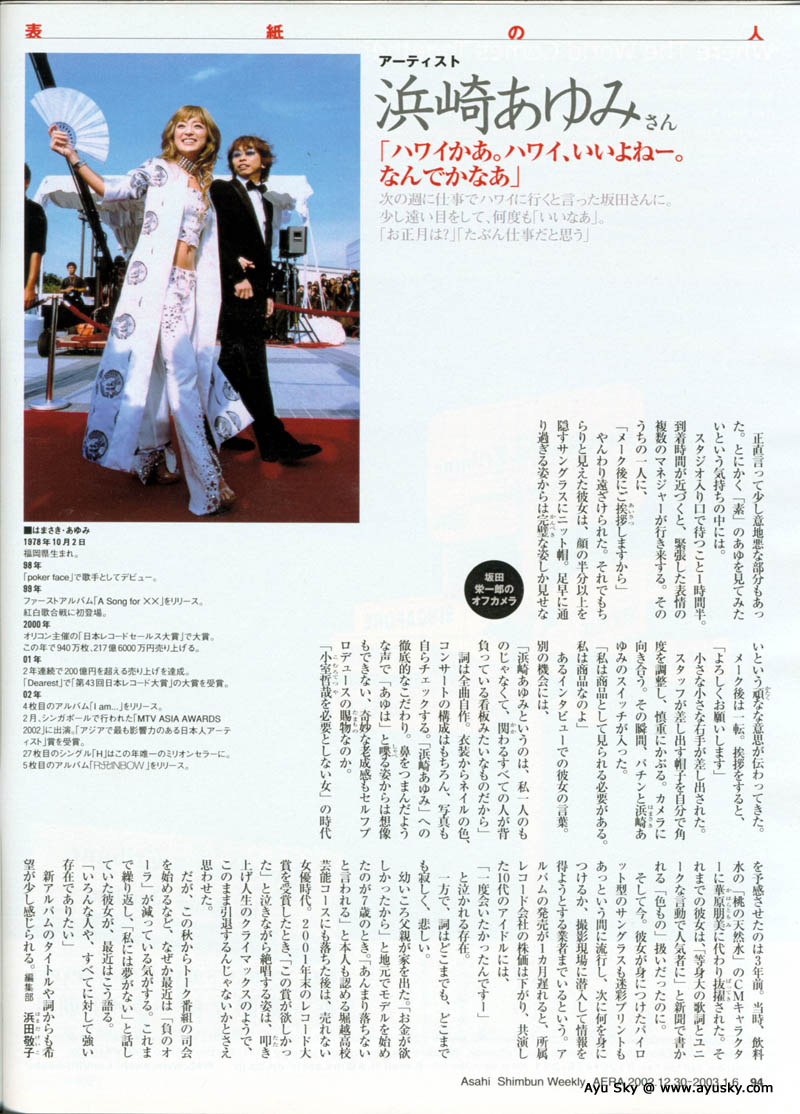 表紙の人
アーティスト
浜崎あゆみさん
「ハワイかあ。ハワイ、いいよねー。
なんでかなあ」
次の週に仕事でハワイに行くと言った坂田さんに。
少し遠い目をして、何度も「いいなあ」。
「お正月は？」「たぶん仕事だと思う」
■はまさき・あゆみ
1978年10月2日
福岡県生まれ。
98年
「poker face」で歌手としてデビュー。
99年
ファーストアルバム「A Song for ××」をリリース。
紅白歌合戦に初登場。
2000年
オリコン主催の「日本レコードセールス大賞」で大賞。
この年で940万枚、217億6000万円売り上げる。
01年
2年連続で200億円を超える売り上げを達成。
「Dearest」で「第43回日本レコード大賞」の大賞を受賞。
02年
4枚目のアルバム「I am...」をリリース。
2月、シンガポールで行われた「MTV ASIA AWARDS
2002」に出演。「アジアで最も影響力のある日本人アーティ
スト」賞を受賞。
27枚目のシングル「H」はこの年唯一のミリオンセラーに。
5枚目のアルバム「RAINBOW」をリリース。
坂田
栄一郎の
オフカメラ
正直言って少し意地悪な部分もあっ
た。とにかく「素」のあゆを見てみた
いという気持ちの中には。
スタジオ入り口で待つこと1時間半。
到着時間が近づくと、緊張した表情の
複数のマネジャーが行き来する。その
うちの一人に、
「メーク後にご挨拶しますから」
やんわり遠ざけられた。それでもち
らりと見えた彼女は、顔の半分以上を
隠すサングラスにニット帽。足早に通
り過ぎる姿からは完璧な姿しか見せな
いという頑なな意思が伝わってきた。
メーク後は一転。挨拶をすると、
「よろしくお願いします」
小さな小さな右手が差し出された。
スタッフが差し出す帽子を自分で角
度を調整し、慎重にかぶる。カメラに
向き合う。その瞬間、パチンと浜崎あ
ゆみのスイッチが入った。
「私は商品として見られる必要がある。
私は商品なのよ」
あるインタビューでの彼女の言葉。
別の機会には、
「浜崎あゆみというのは、私一人のも
のじゃなくて、関わるすべての人が背
負っている看板みたいなものだから」
詞は全曲自作。衣装からネイルの色、
コンサートの構成はもちろん、写真も
自らチェックする。「浜崎あゆみ」への
徹底的なこだわり。鼻をつまんだよう
な声で「あゆは」と喋る姿からは想像
もできない、奇妙な老成感もセルフプ
ロデュースの賜物なのか。
「小室哲哉を必要としない女」の時代
を予感させたのは3年前。当時、飲料
水の「桃の天然水」のCMキャラクタ
ーに華原朋美に代わり抜擢された。そ
れまでの彼女は、「等身大の歌詞とユニ
ークな言動で人気者に」と新聞で書か
れる「色もの」扱いだったのに。
そして今。彼女が身につけたパイロ
ット型のサングラスも迷彩プリントも
あっという間に流行し、次に何を身に
つけるか、撮影現場に潜入して情報を
得ようとする業者までいるという。ア
ルバムの発売が1カ月遅れると、所属
レコード会社の株価は下がり、共演し
た10代のアイドルには、
「一度会いたかったんですー」
と泣かれる存在。
一方で、詞はどこまでも、どこまで
も寂しく、悲しい。
幼いころ父親が家を出た。「お金が欲
しかったから」と地元でモデルを始め
たのが7歳のとき。「あんまり落ちない
と言われる」と本人も認める堀越高校
芸能コースにも落ちた後は、売れない
女優時代。2001年末のレコード大
賞を受賞したとき、「この賞が欲しかっ
た」と泣きながら絶唱する姿は、叩き
上げ人生のクライマックスのようで、
このまま引退するんじゃないかとさえ
思わせた。
だが、この秋からトーク番組の司会
を始めるなど、なぜか最近は「負のオ
ーラ」が減っている気がする。これま
で繰り返し、「私には夢がない」と話し
ていた彼女が、最近はこう語る。
「いろんな人や、すべてに対して強い
存在でありたい」
新アルバムのタイトルや詞からも希
望が少し感じられる。 編集部 浜田敬子
Asahi Shimbun Weekly AERA 2002.12.30-2003.1.6 94
Ayu Sky @ www.ayusky.com